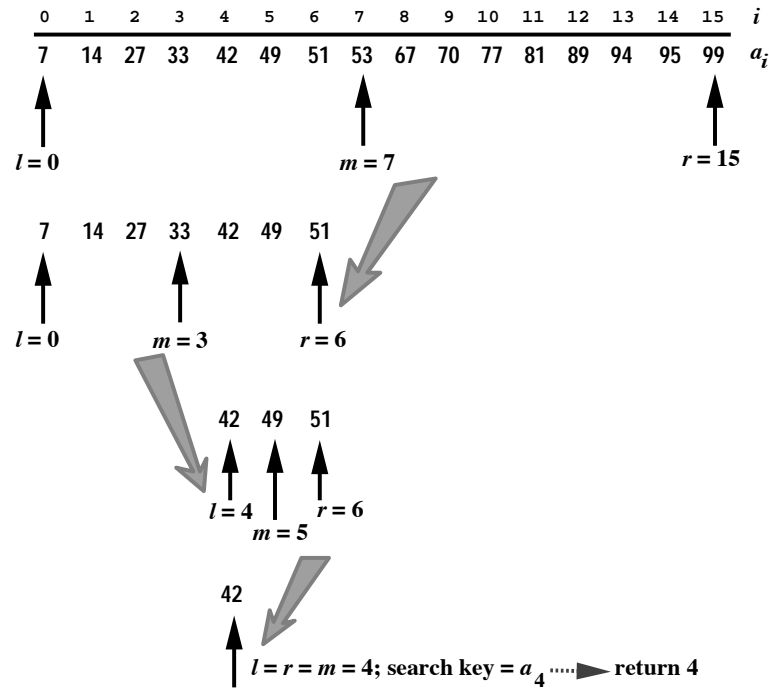 0 1 2 3 4 5 6 7 8 9 10 11 12 13 14 15 i
7 14 27 33 42 49 51 53 67 70 77 81 89 94 95 99 a_i
l = 0 m = 7 r = 15
7 14 27 33 42 49 51
l = 0 m = 3 r = 6
42 49 51
l = 4 m = 5 r = 6
42
l = r = m = 4; search key = a_4 return 4